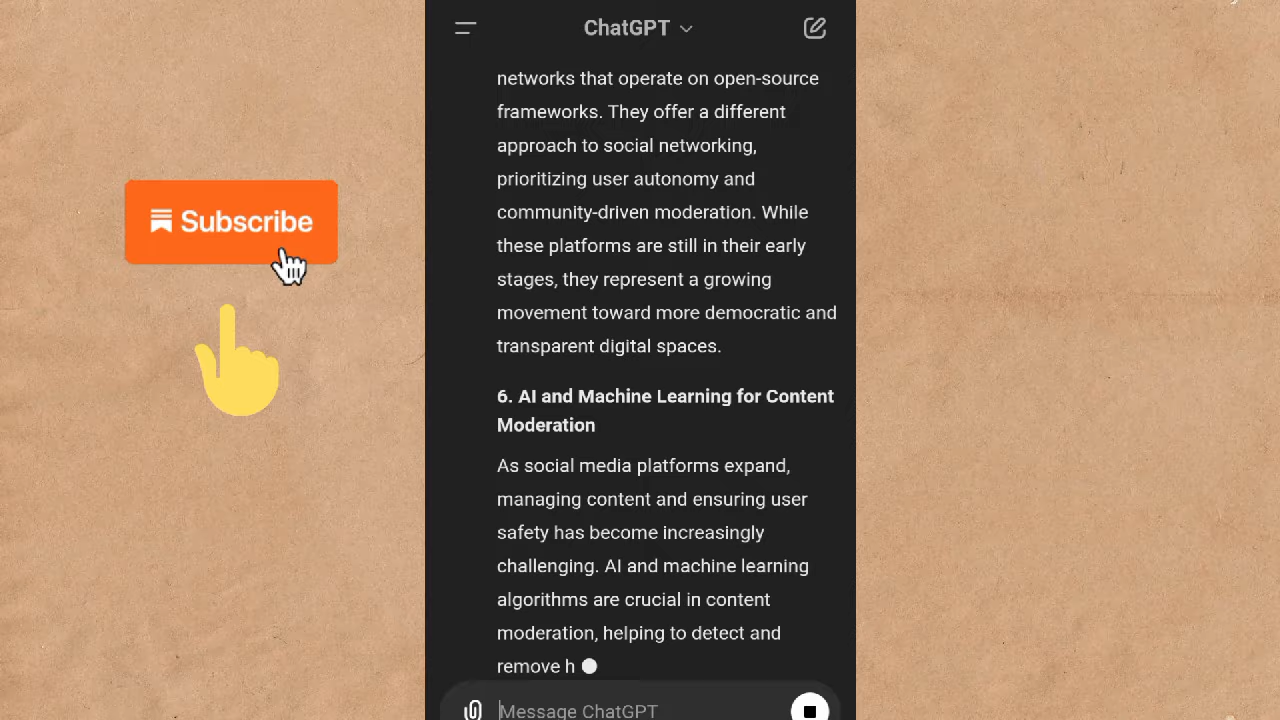 ChatGPT
networks that operate on open-source
frameworks. They offer a different
approach to social networking,
prioritizing user autonomy and
community-driven moderation. While
these platforms are still in their early
stages, they represent a growing
movement toward more democratic and
transparent digital spaces.
6. AI and Machine Learning for Content
Moderation
As social media platforms expand,
managing content and ensuring user
safety has become increasingly
challenging. AI and machine learning
algorithms are crucial in content
moderation, helping to detect and
remove h
Message ChatGPT
Subscribe